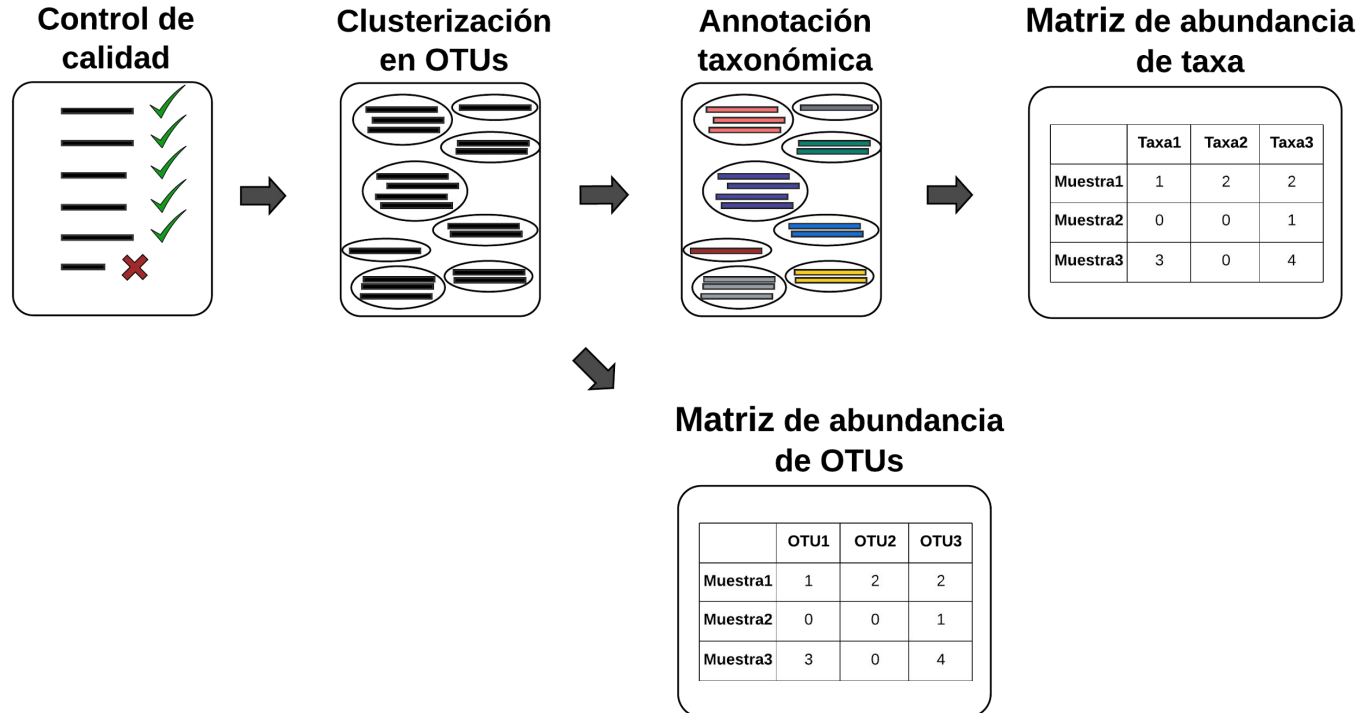 Control de
calidad
Clusterización
en OTUs
Annotación
taxonómica
Matriz de abundancia
de taxa
Taxa1 Taxa2 Taxa3
Muestra1 1 2 2
Muestra2 0 0 1
Muestra3 3 0 4
Matriz de abundancia
de OTUs
OTU1 OTU2 OTU3
Muestra1 1 2 2
Muestra2 0 0 1
Muestra3 3 0 4